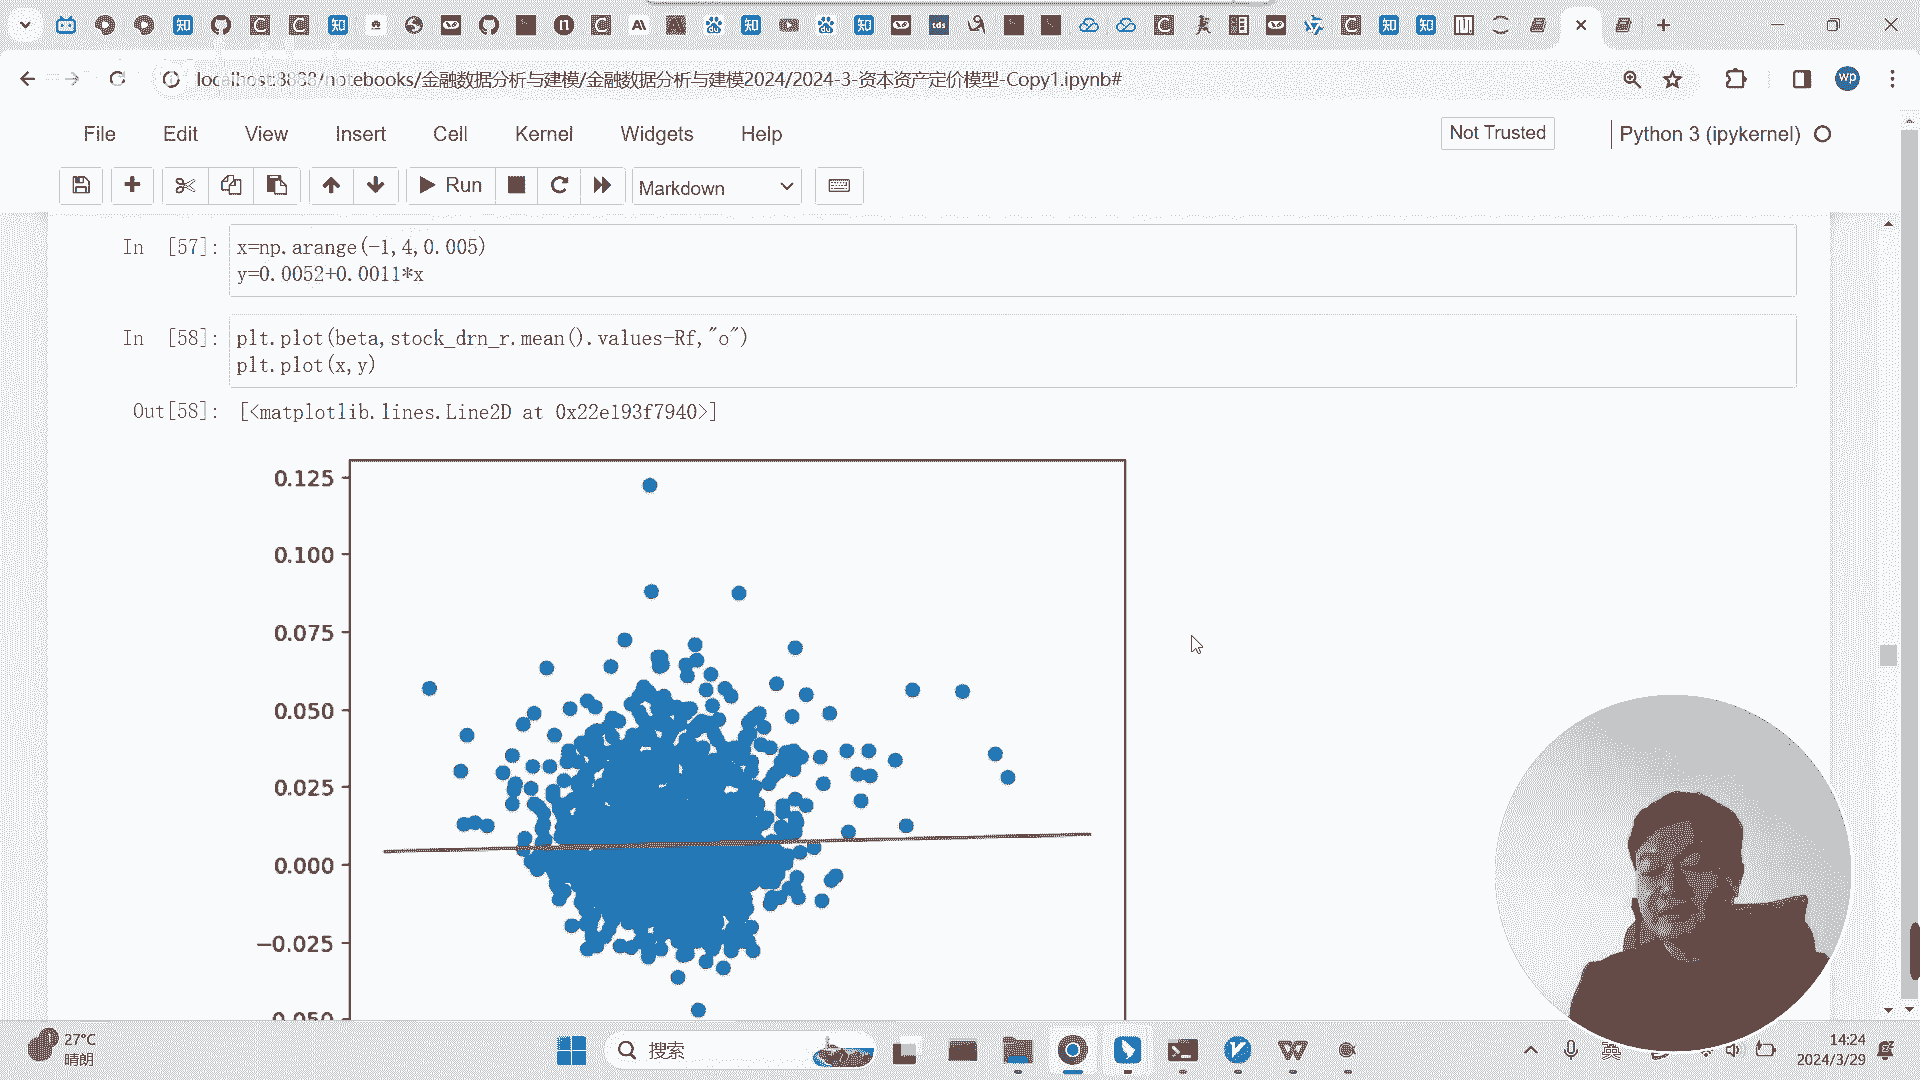 localhost:8888/notebooks/金融数据分析与建模/金融数据分析与建模2024/2024-3-资本资产定价模型-Copy1.ipynb#
wp
File Edit View Insert Cell Kernel Widgets Help
Not Trusted
Python 3 (ipykernel)
Run
Markdown
In [57]:
x=np.arange(-1,4,0.005)
y=0.0052+0.0011*x
In [58]:
plt.plot(beta,stock_drn_r.mean().values-Rf,"o")
plt.plot(x,y)
Out[58]:
[<matplotlib.lines.Line2D at 0x22e193f7940>]
0.125
0.100
0.075
0.050
0.025
0.000
−0.025
27°C
晴朗
搜索
英
14:24
2024/3/29